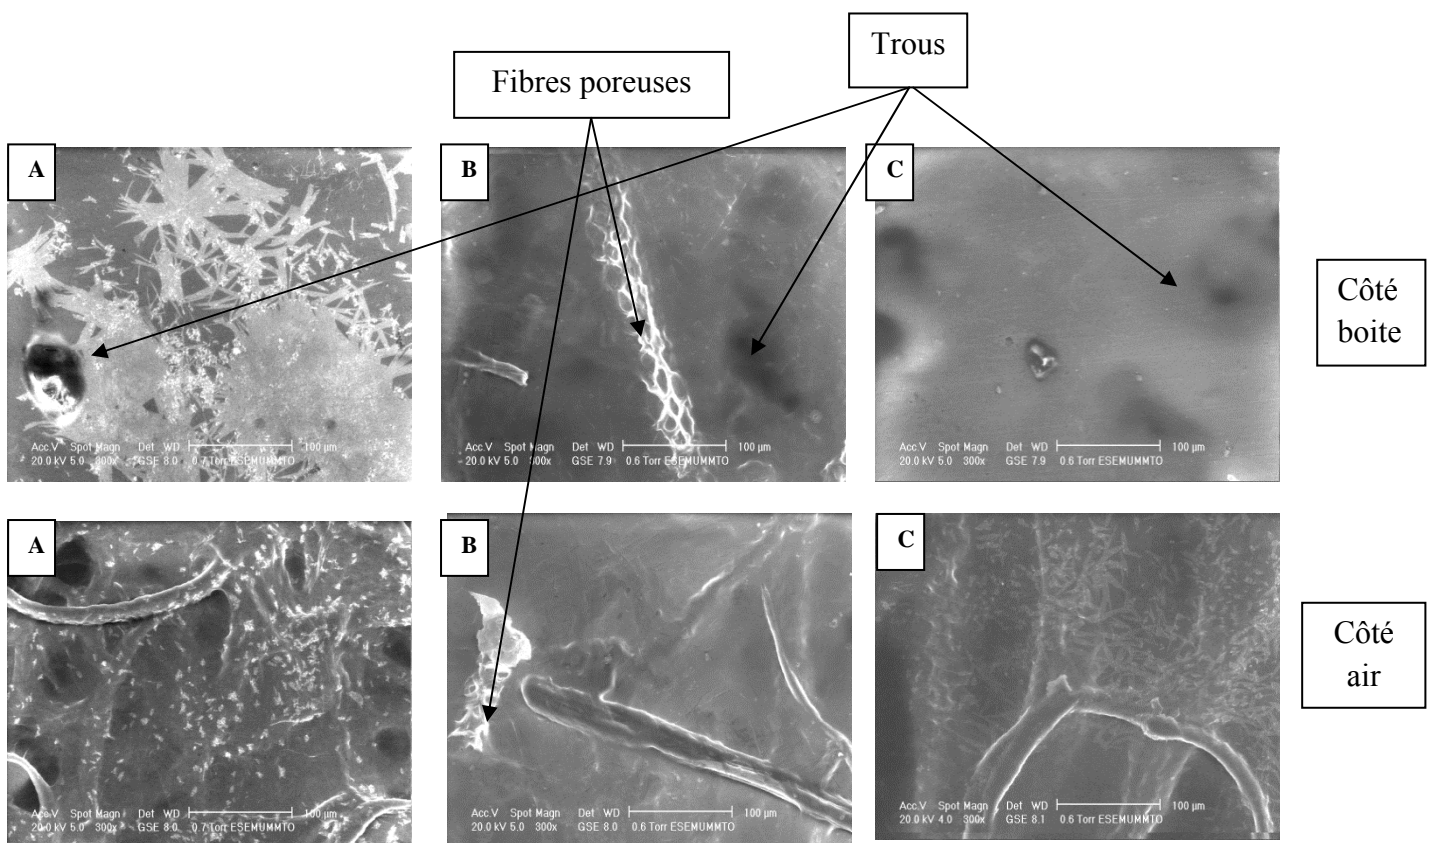 Trous
Fibres poreuses
A
B
C
Côté
boite
Acc.V Spot Magn Det WD 100 µm
20.0 kV 5.0 300x GSE 8.0 0.7 Torr ESEMUMMTO
Acc.V Spot Magn Det WD 100 µm
20.0 kV 5.0 300x GSE 7.9 0.6 Torr ESEMUMMTO
Acc.V Spot Magn Det WD 100 µm
20.0 kV 5.0 300x GSE 7.9 0.6 Torr ESEMUMMTO
A
B
C
Côté
air
Acc.V Spot Magn Det WD 100 µm
20.0 kV 5.0 300x GSE 8.0 0.7 Torr ESEMUMMTO
Acc.V Spot Magn Det WD 100 µm
20.0 kV 5.0 300x GSE 8.0 0.6 Torr ESEMUMMTO
Acc.V Spot Magn Det WD 100 µm
20.0 kV 4.0 300x GSE 8.1 0.6 Torr ESEMUMMTO